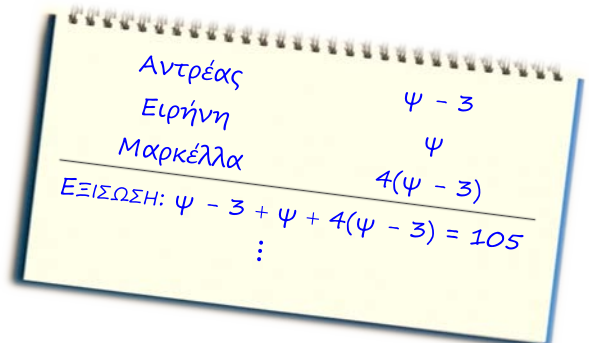 Αντρέας ψ - 3
Ειρήνη ψ
Μαρκέλλα 4(ψ - 3)
ΕΞΙΣΩΣΗ: ψ - 3 + ψ + 4(ψ - 3) = 105
⋮